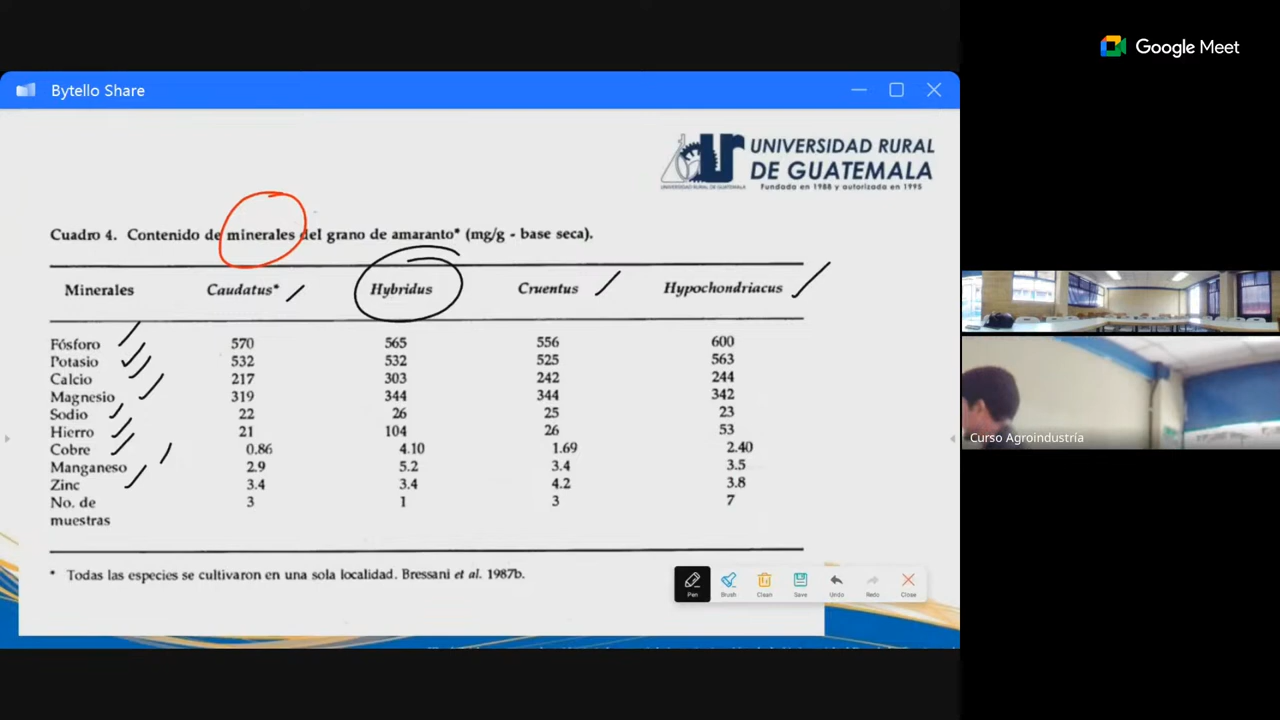 Google Meet
Bytello Share
UNIVERSIDAD RURAL
DE GUATEMALA
Fundada en 1988 y autorizada en 1995
UNIVERSIDAD RURAL DE GUATEMALA
Cuadro 4. Contenido de minerales del grano de amaranto* (mg/g - base seca).
Minerales Caudatus* Hybridus Cruentus Hypochondriacus
Fósforo 570 565 556 600
Potasio 532 532 525 563
Calcio 217 303 242 244
Magnesio 319 344 344 342
Sodio 22 26 25 23
Hierro 21 104 26 53
Cobre 0.86 4.10 1.69 2.40
Manganeso 2.9 5.2 3.4 3.5
Zinc 3.4 3.4 4.2 3.8
No. de 3 1 3 7
muestras
* Todas las especies se cultivaron en una sola localidad. Bressani et al. 1987b.
Pen Brush Clean Save Undo Redo Close
Curso Agroindustría